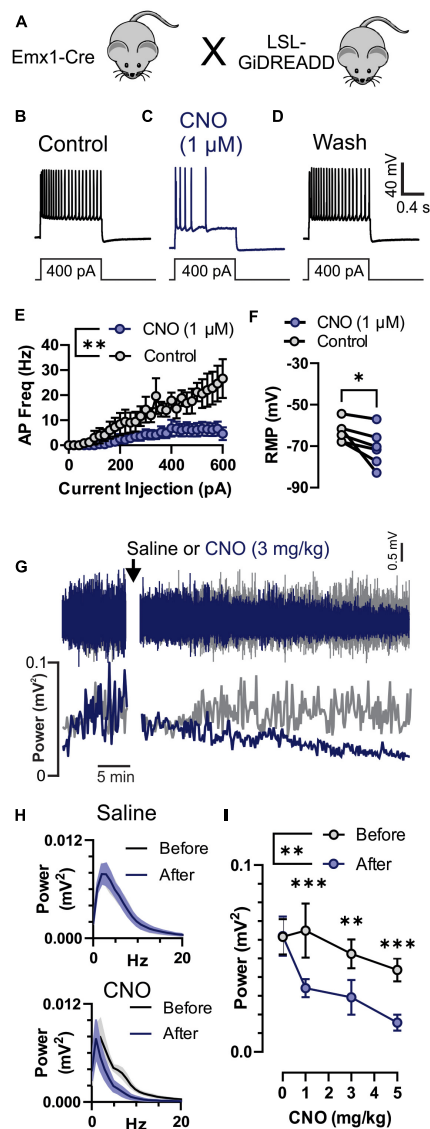 A
Emx1-Cre
X
LSL-
GiDREADD
B
Control
C
CNO
(1 µM)
D
Wash
40 mV
0.4 s
400 pA
400 pA
400 pA
E
CNO (1 µM)
**
Control
AP Freq (Hz)
40
30
20
10
0
0
200
400
600
Current Injection (pA)
F
CNO (1 µM)
Control
RMP (mV)
-30
-50
-70
-90
*
Saline or CNO (3 mg/kg)
G
0.5 mV
Power (mV²)
0.1
0
5 min
H
Saline
Power
(mV²)
0.012
0.000
Before
After
0
Hz
20
CNO
Power
(mV²)
0.012
0.000
Before
After
0
Hz
20
I
Before
**
After
Power (mV²)
0.1
0.0
***
**
***
0
1
2
3
4
5
CNO (mg/kg)